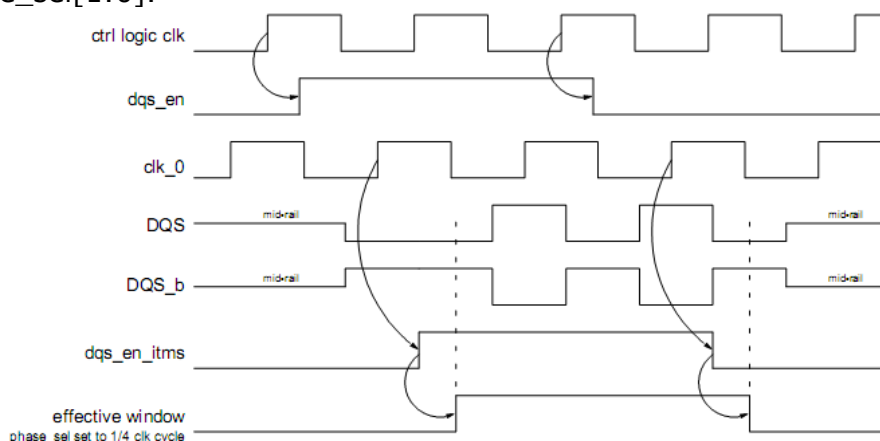 ctrl logic clk
dqs_en
clk_0
mid-rail mid-rail
DQS
mid-rail mid-rail
DQS_b
dqs_en_itms
effective window
phase_sel set to 1/4 clk cycle